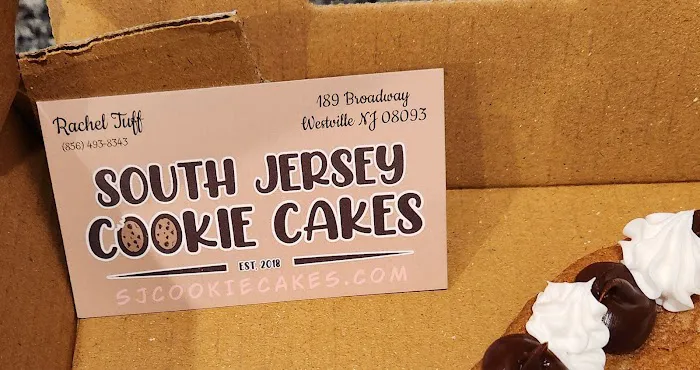 Rachel Tuff
(856) 493-8343
189 Broadway
Westville NJ 08093
SOUTH JERSEY
COOKIE CAKES
EST. 2018
SJCOOKIECAKES.COM